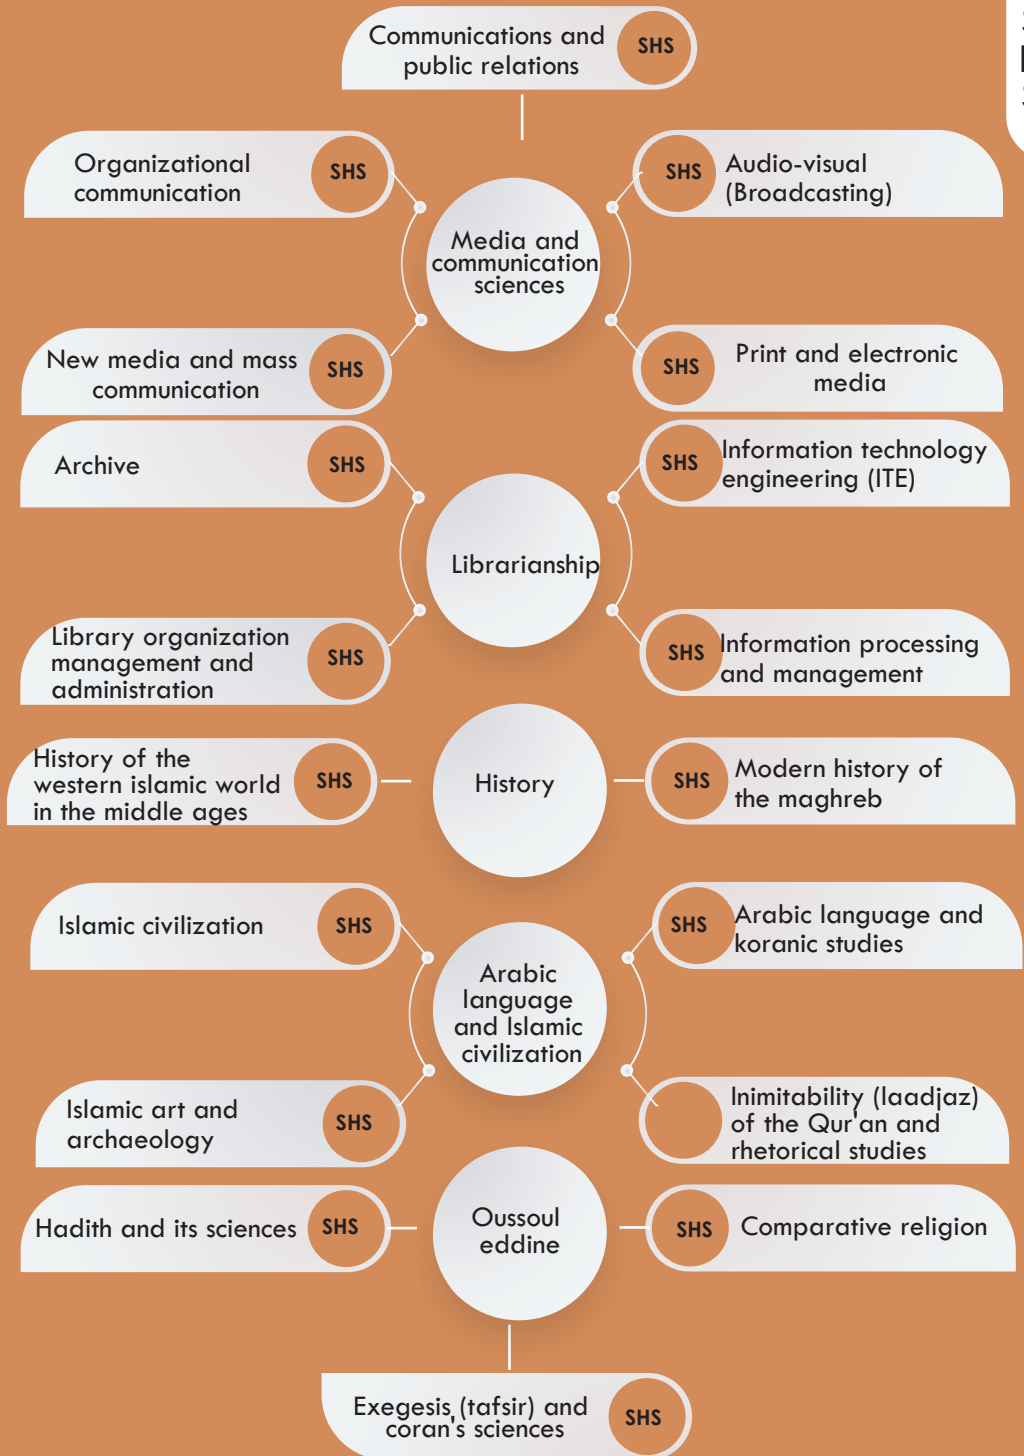 Communications and
public relations
SHS
Organizational
communication
SHS
SHS
Audio-visual
(Broadcasting)
Media and
communication
sciences
New media and mass
communication
SHS
SHS
Print and electronic
media
Archive
SHS
SHS
Information technology
engineering (ITE)
Librarianship
Library organization
management and
administration
SHS
SHS
Information processing
and management
History of the
western islamic world
in the middle ages
SHS
History
SHS
Modern history of
the maghreb
Islamic civilization
SHS
SHS
Arabic language and
koranic studies
Arabic
language
and Islamic
civilization
Islamic art and
archaeology
SHS
Inimitability (Iaadjaz)
of the Qur'an and
rhetorical studies
Hadith and its sciences
SHS
Oussoul
eddine
SHS
Comparative religion
Exegesis (tafsir) and
coran's sciences
SHS